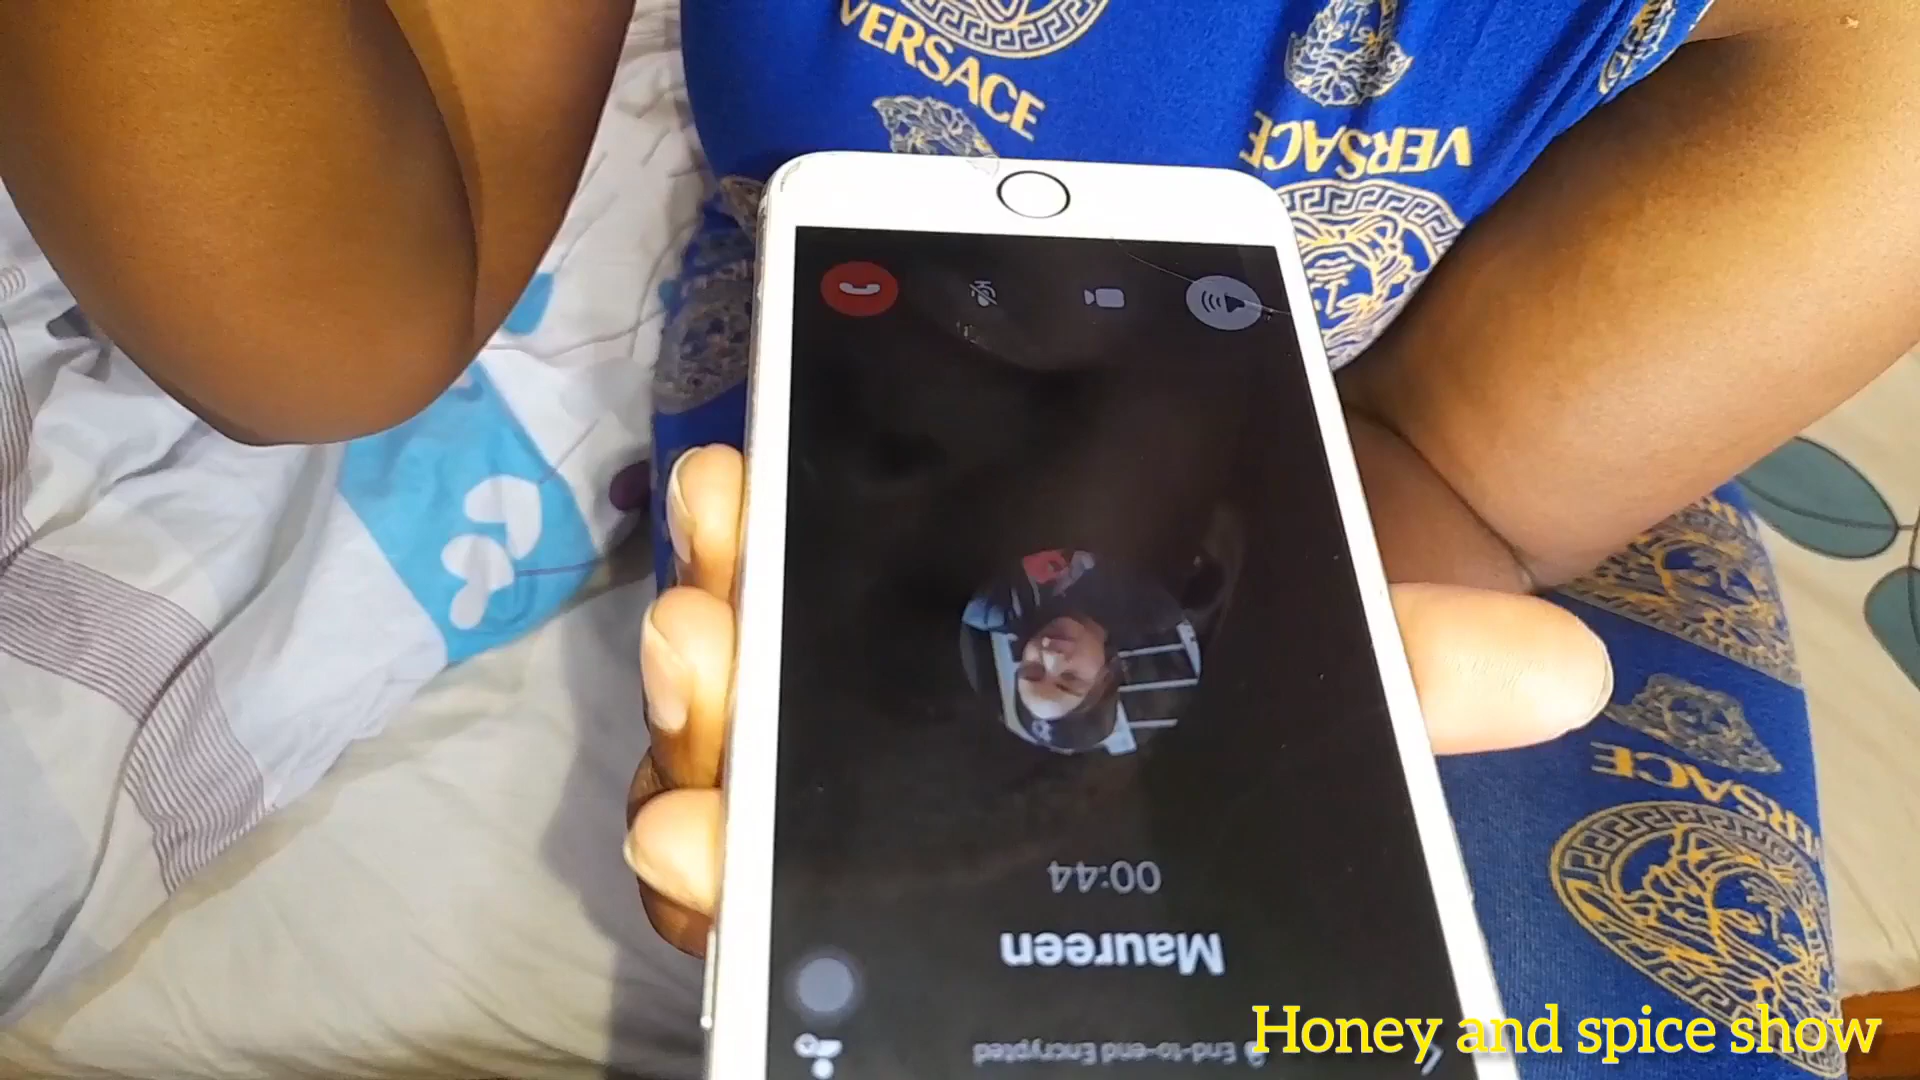 VERSACE
VERSACE
VERSACE
00:44
Maureen
End-to-end Encrypted
Honey and spice show